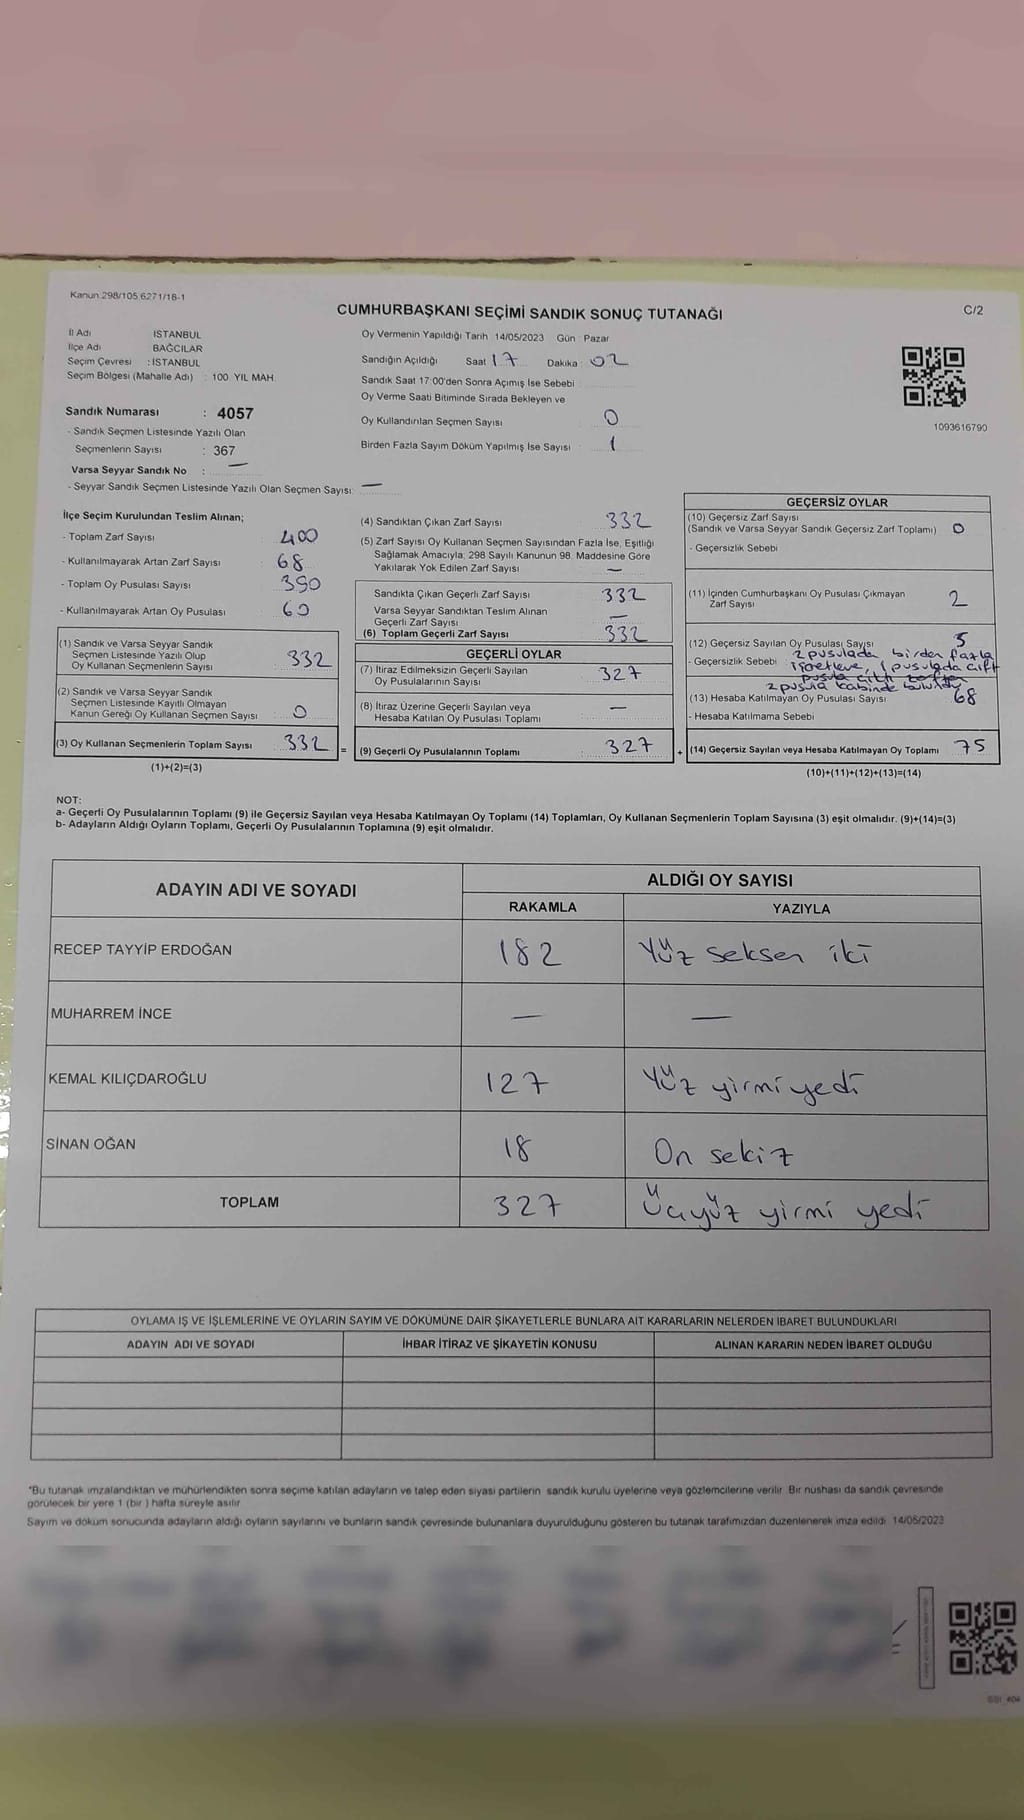 Kanun 298/105 6271/18-1
C/2
CUMHURBAŞKANI SEÇİMİ SANDIK SONUÇ TUTANAĞI
İl Adı İSTANBUL
İlçe Adı BAĞCILAR
Seçim Çevresi : İSTANBUL
Seçim Bölgesi (Mahalle Adı) : 100. YIL MAH.
Sandık Numarası : 4057
- Sandık Seçmen Listesinde Yazılı Olan
Seçmenlerin Sayısı : 367
Varsa Seyyar Sandık No : —
- Seyyar Sandık Seçmen Listesinde Yazılı Olan Seçmen Sayısı: —
Oy Vermenin Yapıldığı Tarih 14/05/2023 Gün : Pazar
Sandığın Açıldığı Saat 17 Dakika : 02
Sandık Saat 17:00'den Sonra Açımış İse Sebebi
Oy Verme Saati Bitiminde Sırada Bekleyen ve
Oy Kullandırılan Seçmen Sayısı : 0
Birden Fazla Sayım Döküm Yapılmış İse Sayısı : 1
1093616790
İlçe Seçim Kurulundan Teslim Alınan;
- Toplam Zarf Sayısı : 400
- Kullanılmayarak Artan Zarf Sayısı : 68
- Toplam Oy Pusulası Sayısı : 390
- Kullanılmayarak Artan Oy Pusulası : 60
(1) Sandık ve Varsa Seyyar Sandık
Seçmen Listesinde Yazılı Olup
Oy Kullanan Seçmenlerin Sayısı : 332
(2) Sandık ve Varsa Seyyar Sandık
Seçmen Listesinde Kayıtlı Olmayan
Kanun Gereği Oy Kullanan Seçmen Sayısı : 0
(3) Oy Kullanan Seçmenlerin Toplam Sayısı : 332
(1)+(2)=(3)
(4) Sandıktan Çıkan Zarf Sayısı : 332
(5) Zarf Sayısı Oy Kullanan Seçmen Sayısından Fazla İse, Eşitliği
Sağlamak Amacıyla, 298 Sayılı Kanunun 98. Maddesine Göre
Yakılarak Yok Edilen Zarf Sayısı : —
Sandıkta Çıkan Geçerli Zarf Sayısı : 332
Varsa Seyyar Sandıktan Teslim Alınan
Geçerli Zarf Sayısı : —
(6) Toplam Geçerli Zarf Sayısı : 332
GEÇERLİ OYLAR
(7) İtiraz Edilmeksizin Geçerli Sayılan
Oy Pusulalarının Sayısı : 327
(8) İtiraz Üzerine Geçerli Sayılan veya
Hesaba Katılan Oy Pusulası Toplamı : —
= (9) Geçerli Oy Pusulalarının Toplamı : 327
GEÇERSİZ OYLAR
(10) Geçersiz Zarf Sayısı
(Sandık ve Varsa Seyyar Sandık Geçersiz Zarf Toplamı) : 0
- Geçersizlik Sebebi
(11) İçinden Cumhurbaşkanı Oy Pusulası Çıkmayan
Zarf Sayısı : 2
(12) Geçersiz Sayılan Oy Pusulası Sayısı : 5
2 pusulada birden fazla
- Geçersizlik Sebebi işaretleme, 1 pusulada çift
pusula
2 pusula kabinde bulundu
(13) Hesaba Katılmayan Oy Pusulası Sayısı : 68
- Hesaba Katılmama Sebebi
+ (14) Geçersiz Sayılan veya Hesaba Katılmayan Oy Toplamı : 75
(10)+(11)+(12)+(13)=(14)
NOT:
a- Geçerli Oy Pusulalarının Toplamı (9) ile Geçersiz Sayılan veya Hesaba Katılmayan Oy Toplamı (14) Toplamları, Oy Kullanan Seçmenlerin Toplam Sayısına (3) eşit olmalıdır. (9)+(14)=(3)
b- Adayların Aldığı Oyların Toplamı, Geçerli Oy Pusulalarının Toplamına (9) eşit olmalıdır.
ADAYIN ADI VE SOYADI
ALDIĞI OY SAYISI
RAKAMLA YAZIYLA
RECEP TAYYİP ERDOĞAN 182 Yüz seksen iki
MUHARREM İNCE — —
KEMAL KILIÇDAROĞLU 127 Yüz yirmi yedi
SİNAN OĞAN 18 On sekiz
TOPLAM 327 Üçyüz yirmi yedi
OYLAMA İŞ VE İŞLEMLERİNE VE OYLARIN SAYIM VE DÖKÜMÜNE DAİR ŞİKAYETLERLE BUNLARA AİT KARARLARIN NELERDEN İBARET BULUNDUKLARI
ADAYIN ADI VE SOYADI İHBAR İTİRAZ VE ŞİKAYETİN KONUSU ALINAN KARARIN NEDEN İBARET OLDUĞU
*Bu tutanak imzalandıktan ve mühürlendikten sonra seçime katılan adayların ve talep eden siyasi partilerin sandık kurulu üyelerine veya gözlemcilerine verilir. Bir nüshası da sandık çevresinde
görülecek bir yere 1 (bir ) hafta süreyle asılır
Sayım ve döküm sonucunda adayların aldığı oyların sayılarını ve bunların sandık çevresinde bulunanlara duyurulduğunu gösteren bu tutanak tarafımızdan düzenlenerek imza edildi. 14/05/2023